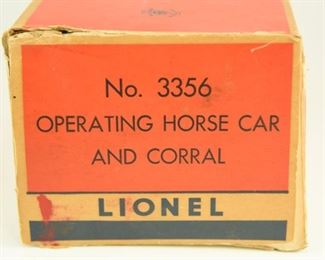 No. 3356
OPERATING HORSE CAR
AND CORRAL
LIONEL